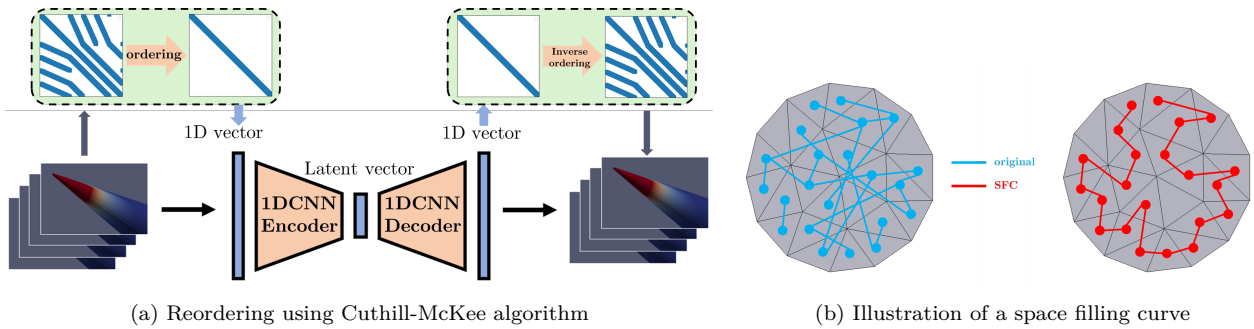 ordering
Inverse
ordering
1D vector
1D vector
Latent vector
1DCNN
Encoder
1DCNN
Decoder
original
SFC
(a) Reordering using Cuthill-McKee algorithm
(b) Illustration of a space filling curve